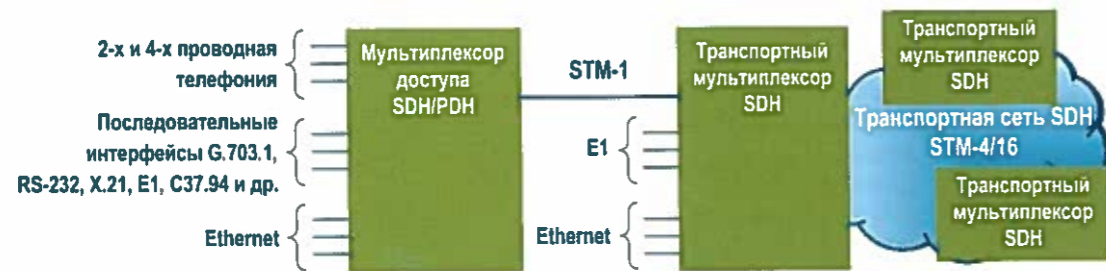 2-х и 4-х проводная
телефония
Последовательные
интерфейсы G.703.1,
RS-232, X.21, E1, C37.94 и др.
Ethernet
Мультиплексор
доступа
SDH/PDH
STM-1
E1
Ethernet
Транспортный
мультиплексор
SDH
Транспортный
мультиплексор
SDH
Транспортная сеть SDH
STM-4/16
Транспортный
мультиплексор
SDH